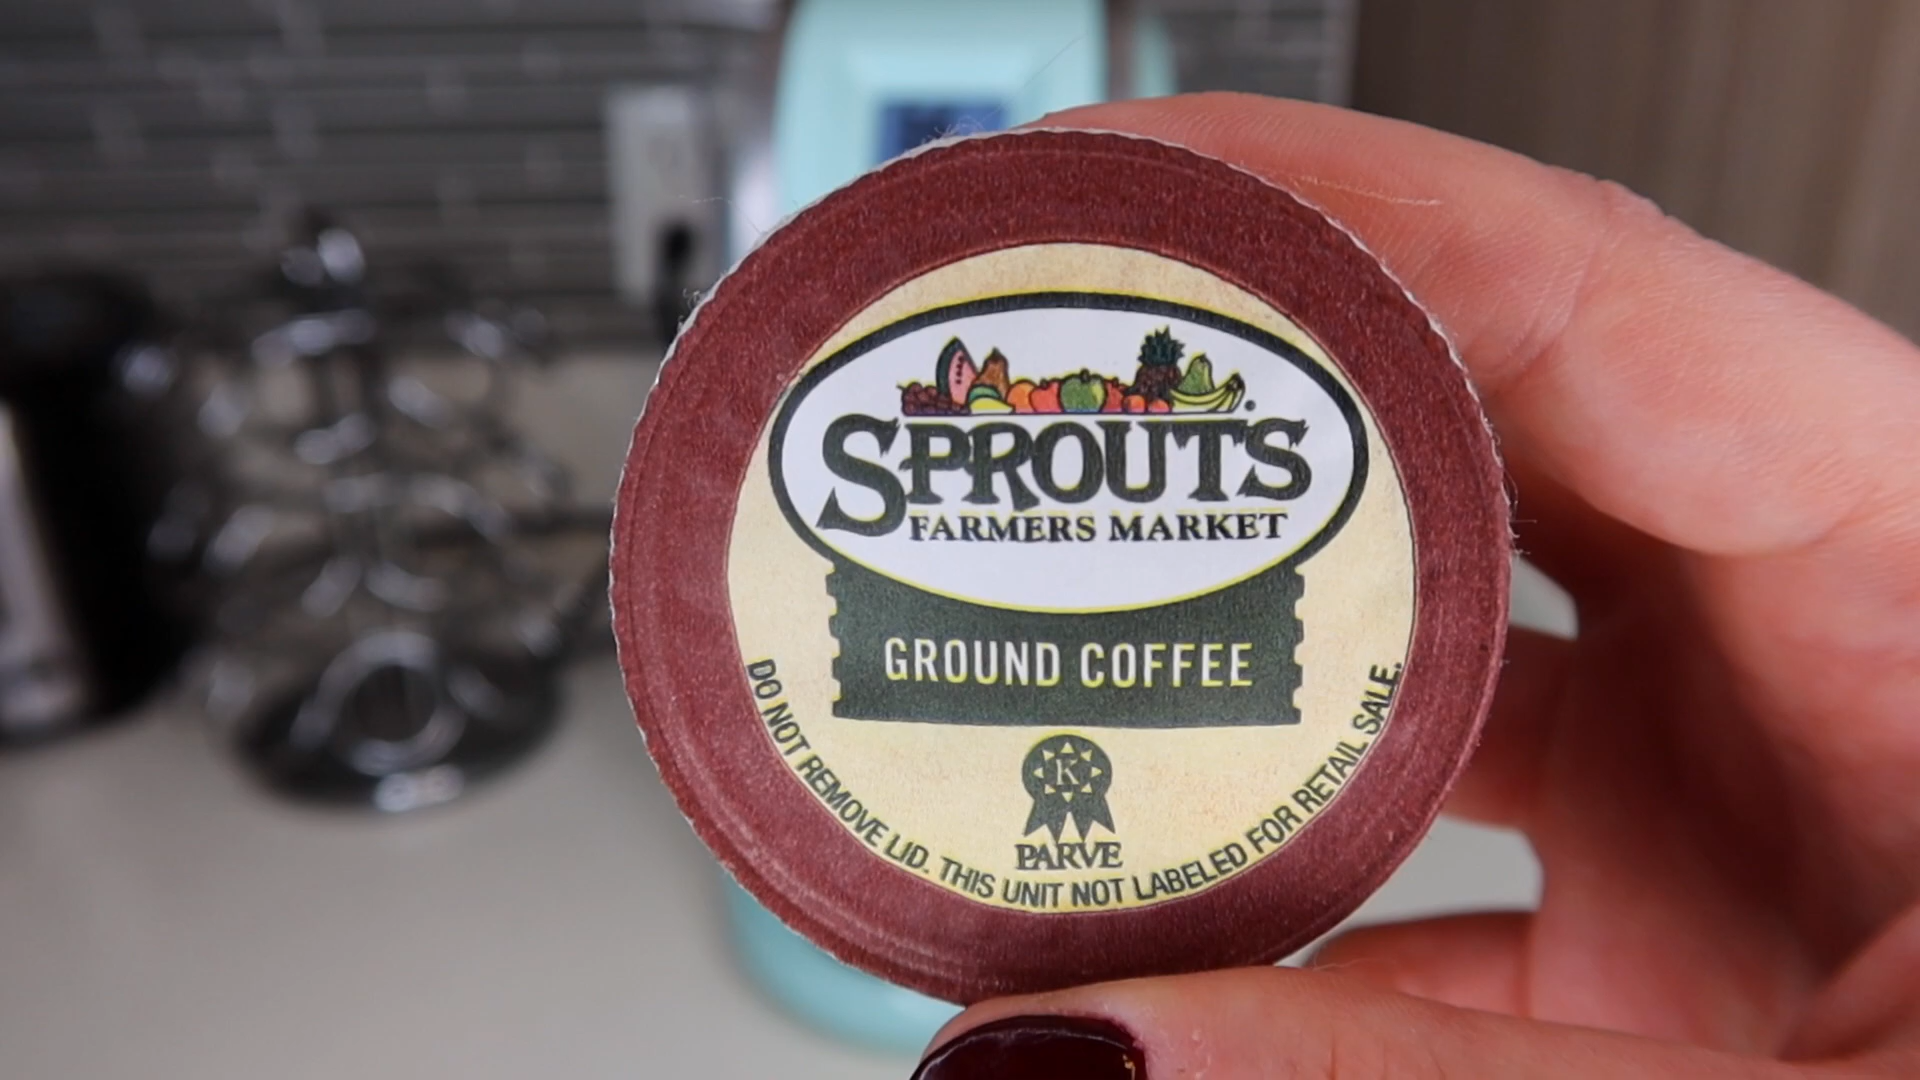 SPROUTS®
FARMERS MARKET
GROUND COFFEE
K
PARVE
DO NOT REMOVE LID. THIS UNIT NOT LABELED FOR RETAIL SALE.